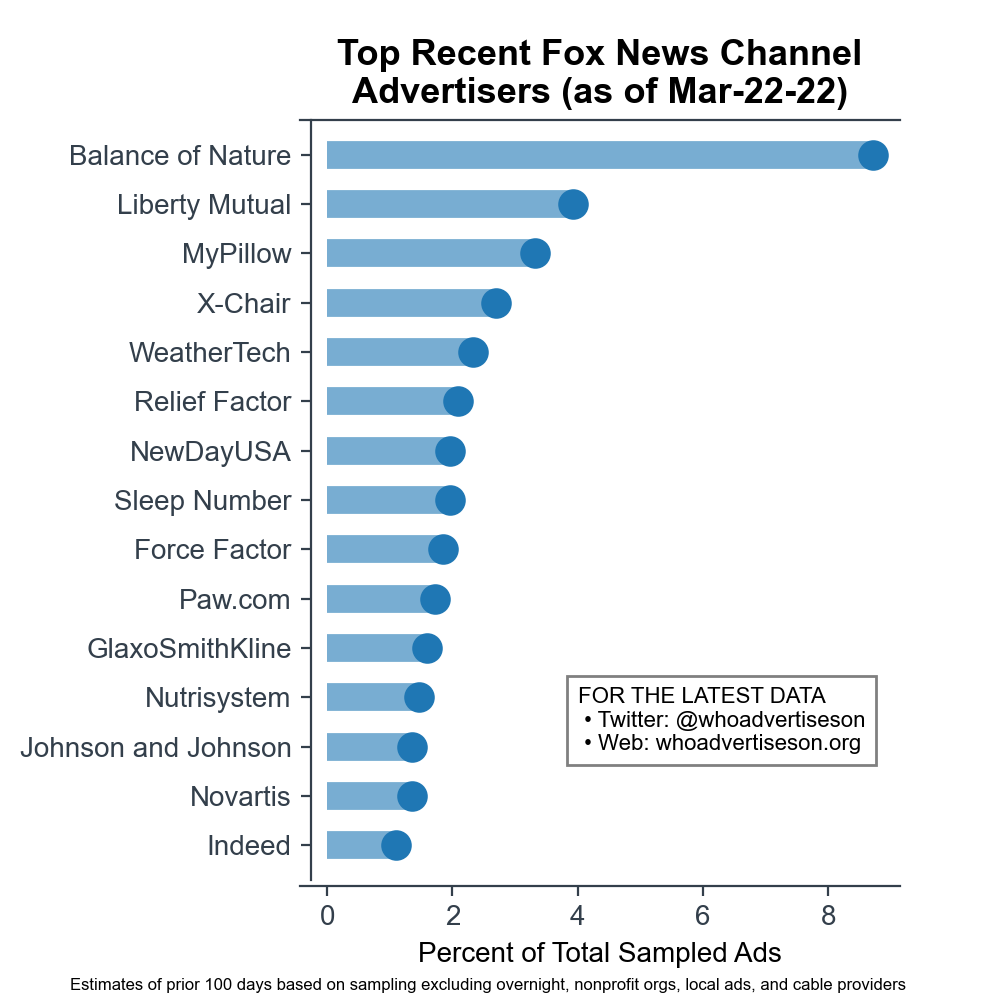 Top Recent Fox News Channel
Advertisers (as of Mar-22-22)
Balance of Nature
Liberty Mutual
MyPillow
X-Chair
WeatherTech
Relief Factor
NewDayUSA
Sleep Number
Force Factor
Paw.com
GlaxoSmithKline
Nutrisystem
Johnson and Johnson
Novartis
Indeed
FOR THE LATEST DATA
• Twitter: @whoadvertiseson
• Web: whoadvertiseson.org
0 2 4 6 8
Percent of Total Sampled Ads
Estimates of prior 100 days based on sampling excluding overnight, nonprofit orgs, local ads, and cable providers